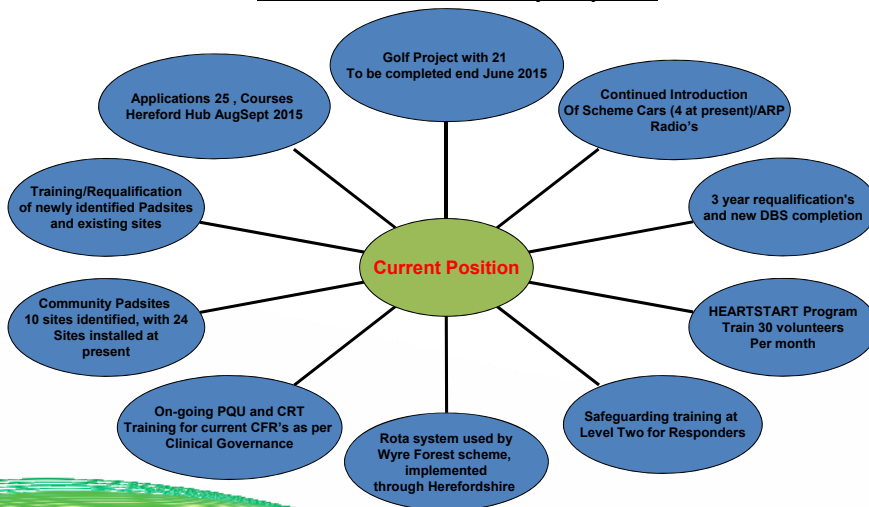 Golf Project with 21
To be completed end June 2015
Applications 25 , Courses
Hereford Hub AugSept 2015
Continued Introduction
Of Scheme Cars (4 at present)/ARP
Radio's
Training/Requalification
of newly identified Padsites
and existing sites
3 year requalification's
and new DBS completion
Current Position
Community Padsites
10 sites identified, with 24
Sites installed at
present
HEARTSTART Program
Train 30 volunteers
Per month
On-going PQU and CRT
Training for current CFR's as per
Clinical Governance
Safeguarding training at
Level Two for Responders
Rota system used by
Wyre Forest scheme,
implemented
through Herefordshire